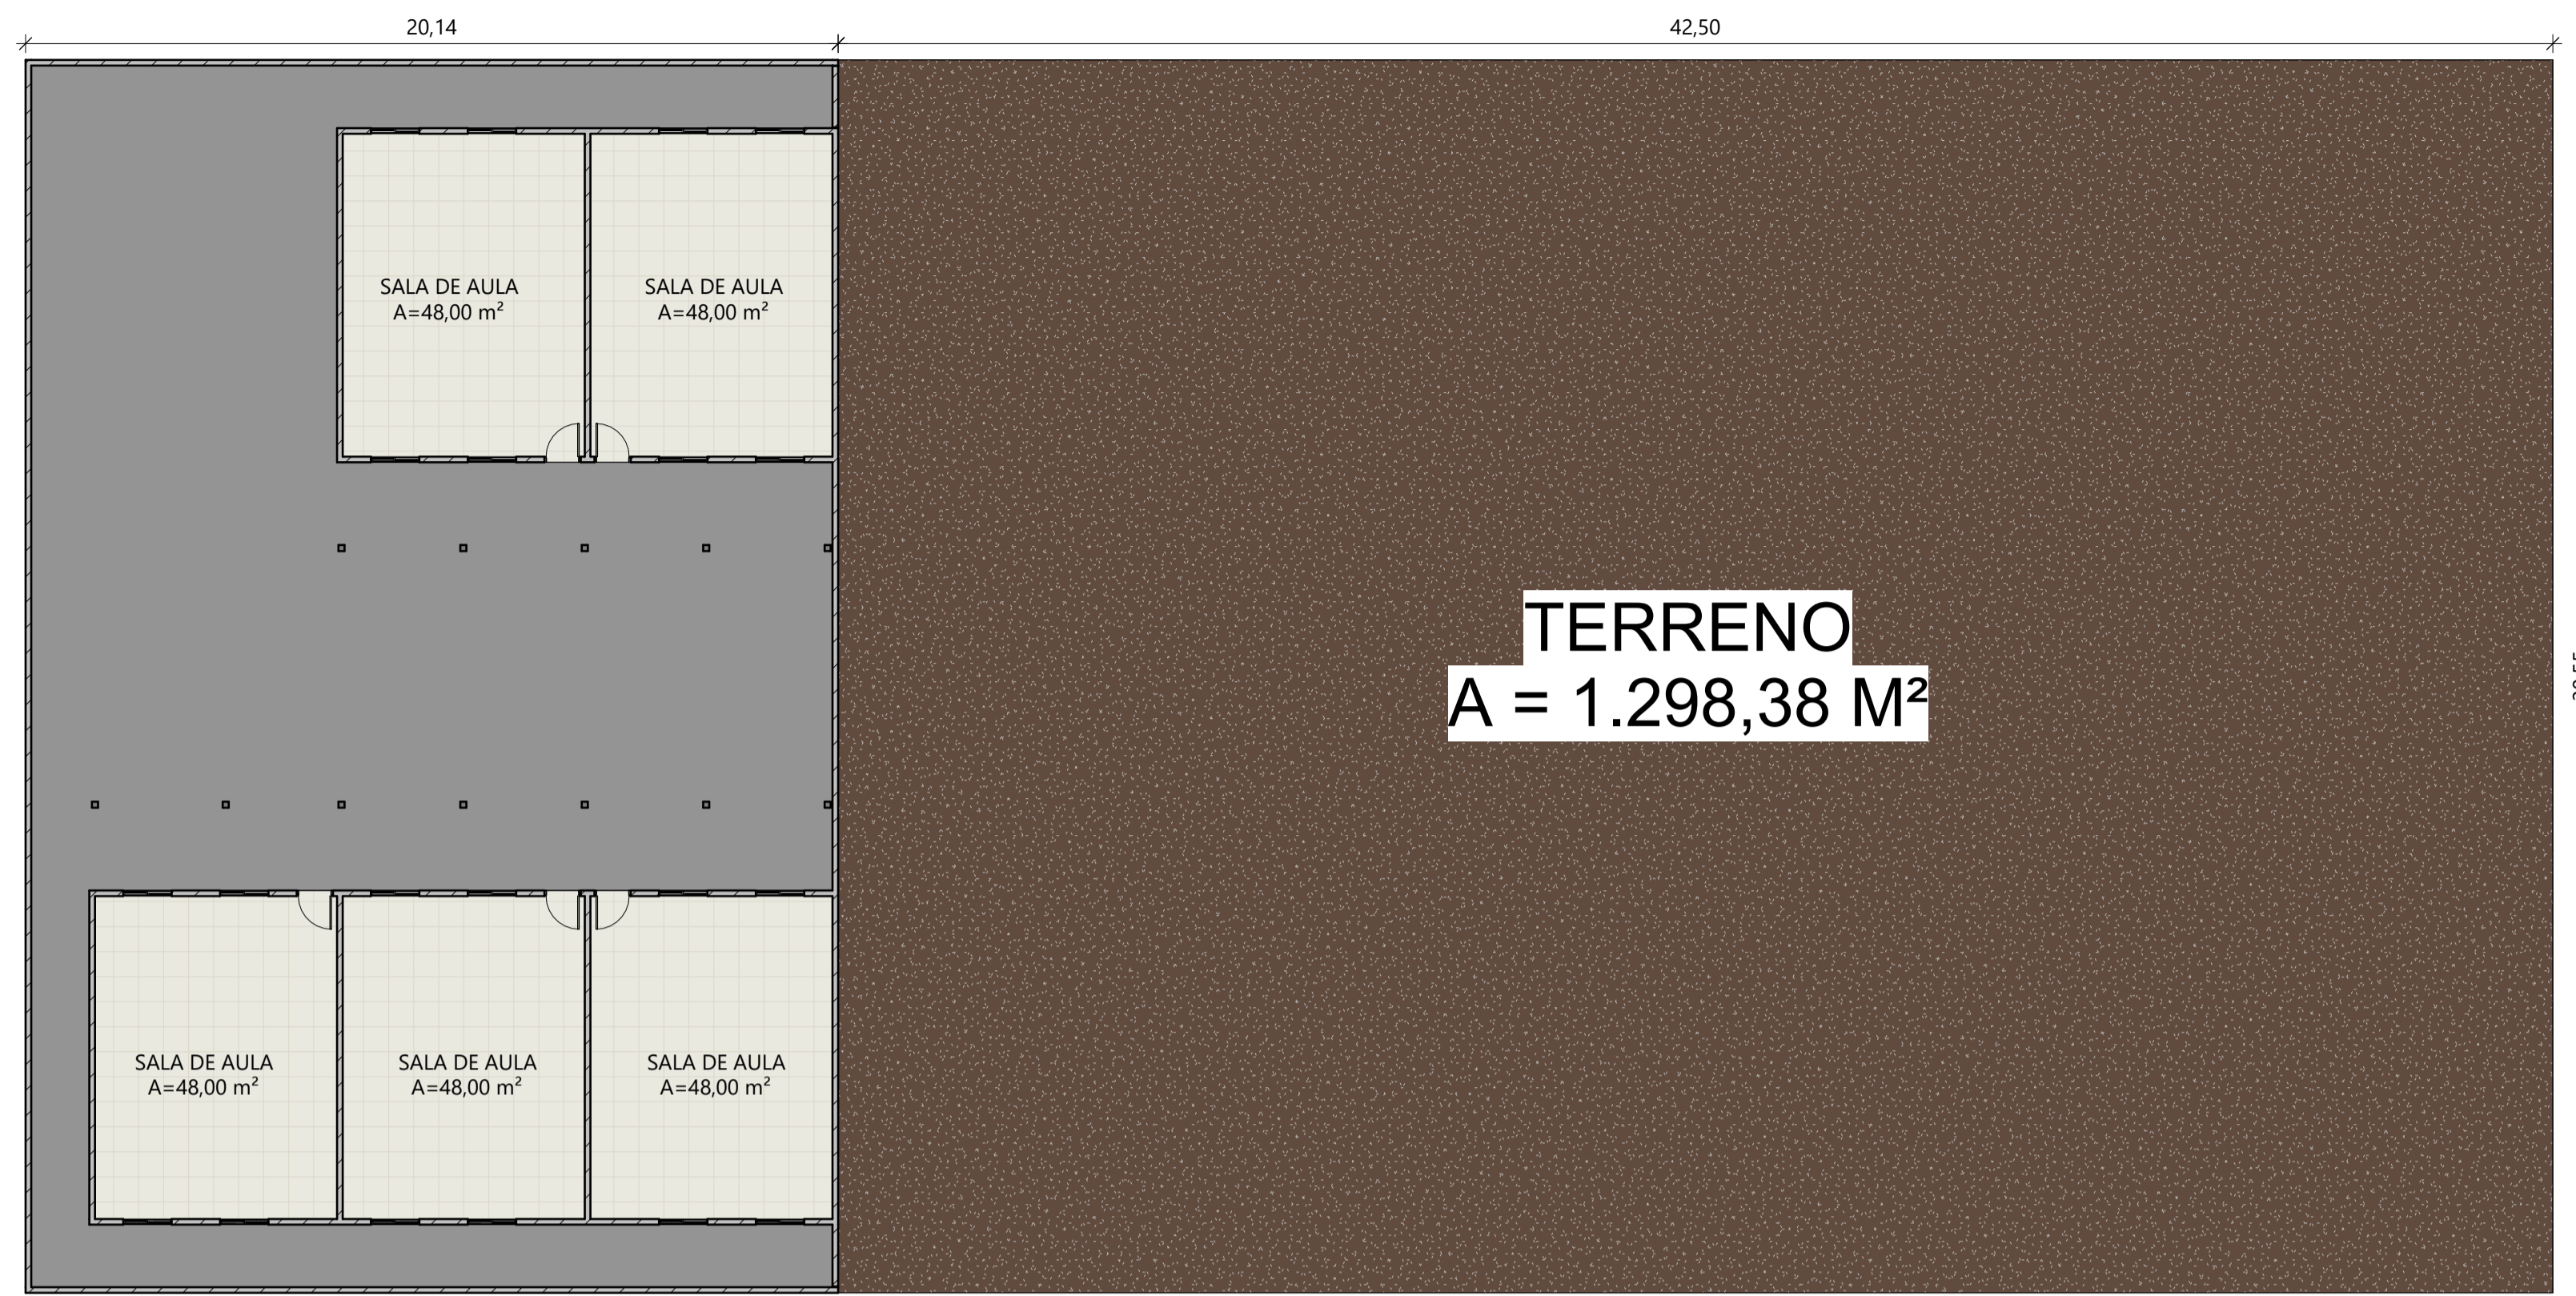 20,14
42,50
SALA DE AULA
A=48,00 m²
SALA DE AULA
A=48,00 m²
TERRENO
A = 1.298,38 M²
SALA DE AULA
A=48,00 m²
SALA DE AULA
A=48,00 m²
SALA DE AULA
A=48,00 m²